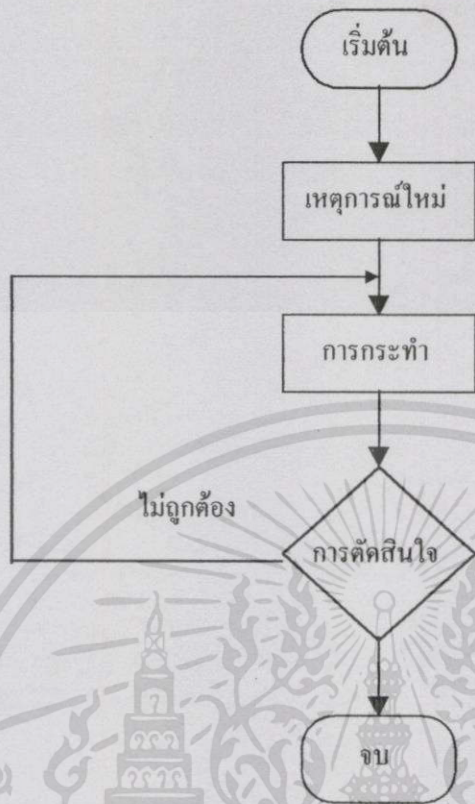 เริ่มต้น
เหตุการณ์ใหม่
การกระทำ
ไม่ถูกต้อง
การตัดสินใจ
จบ